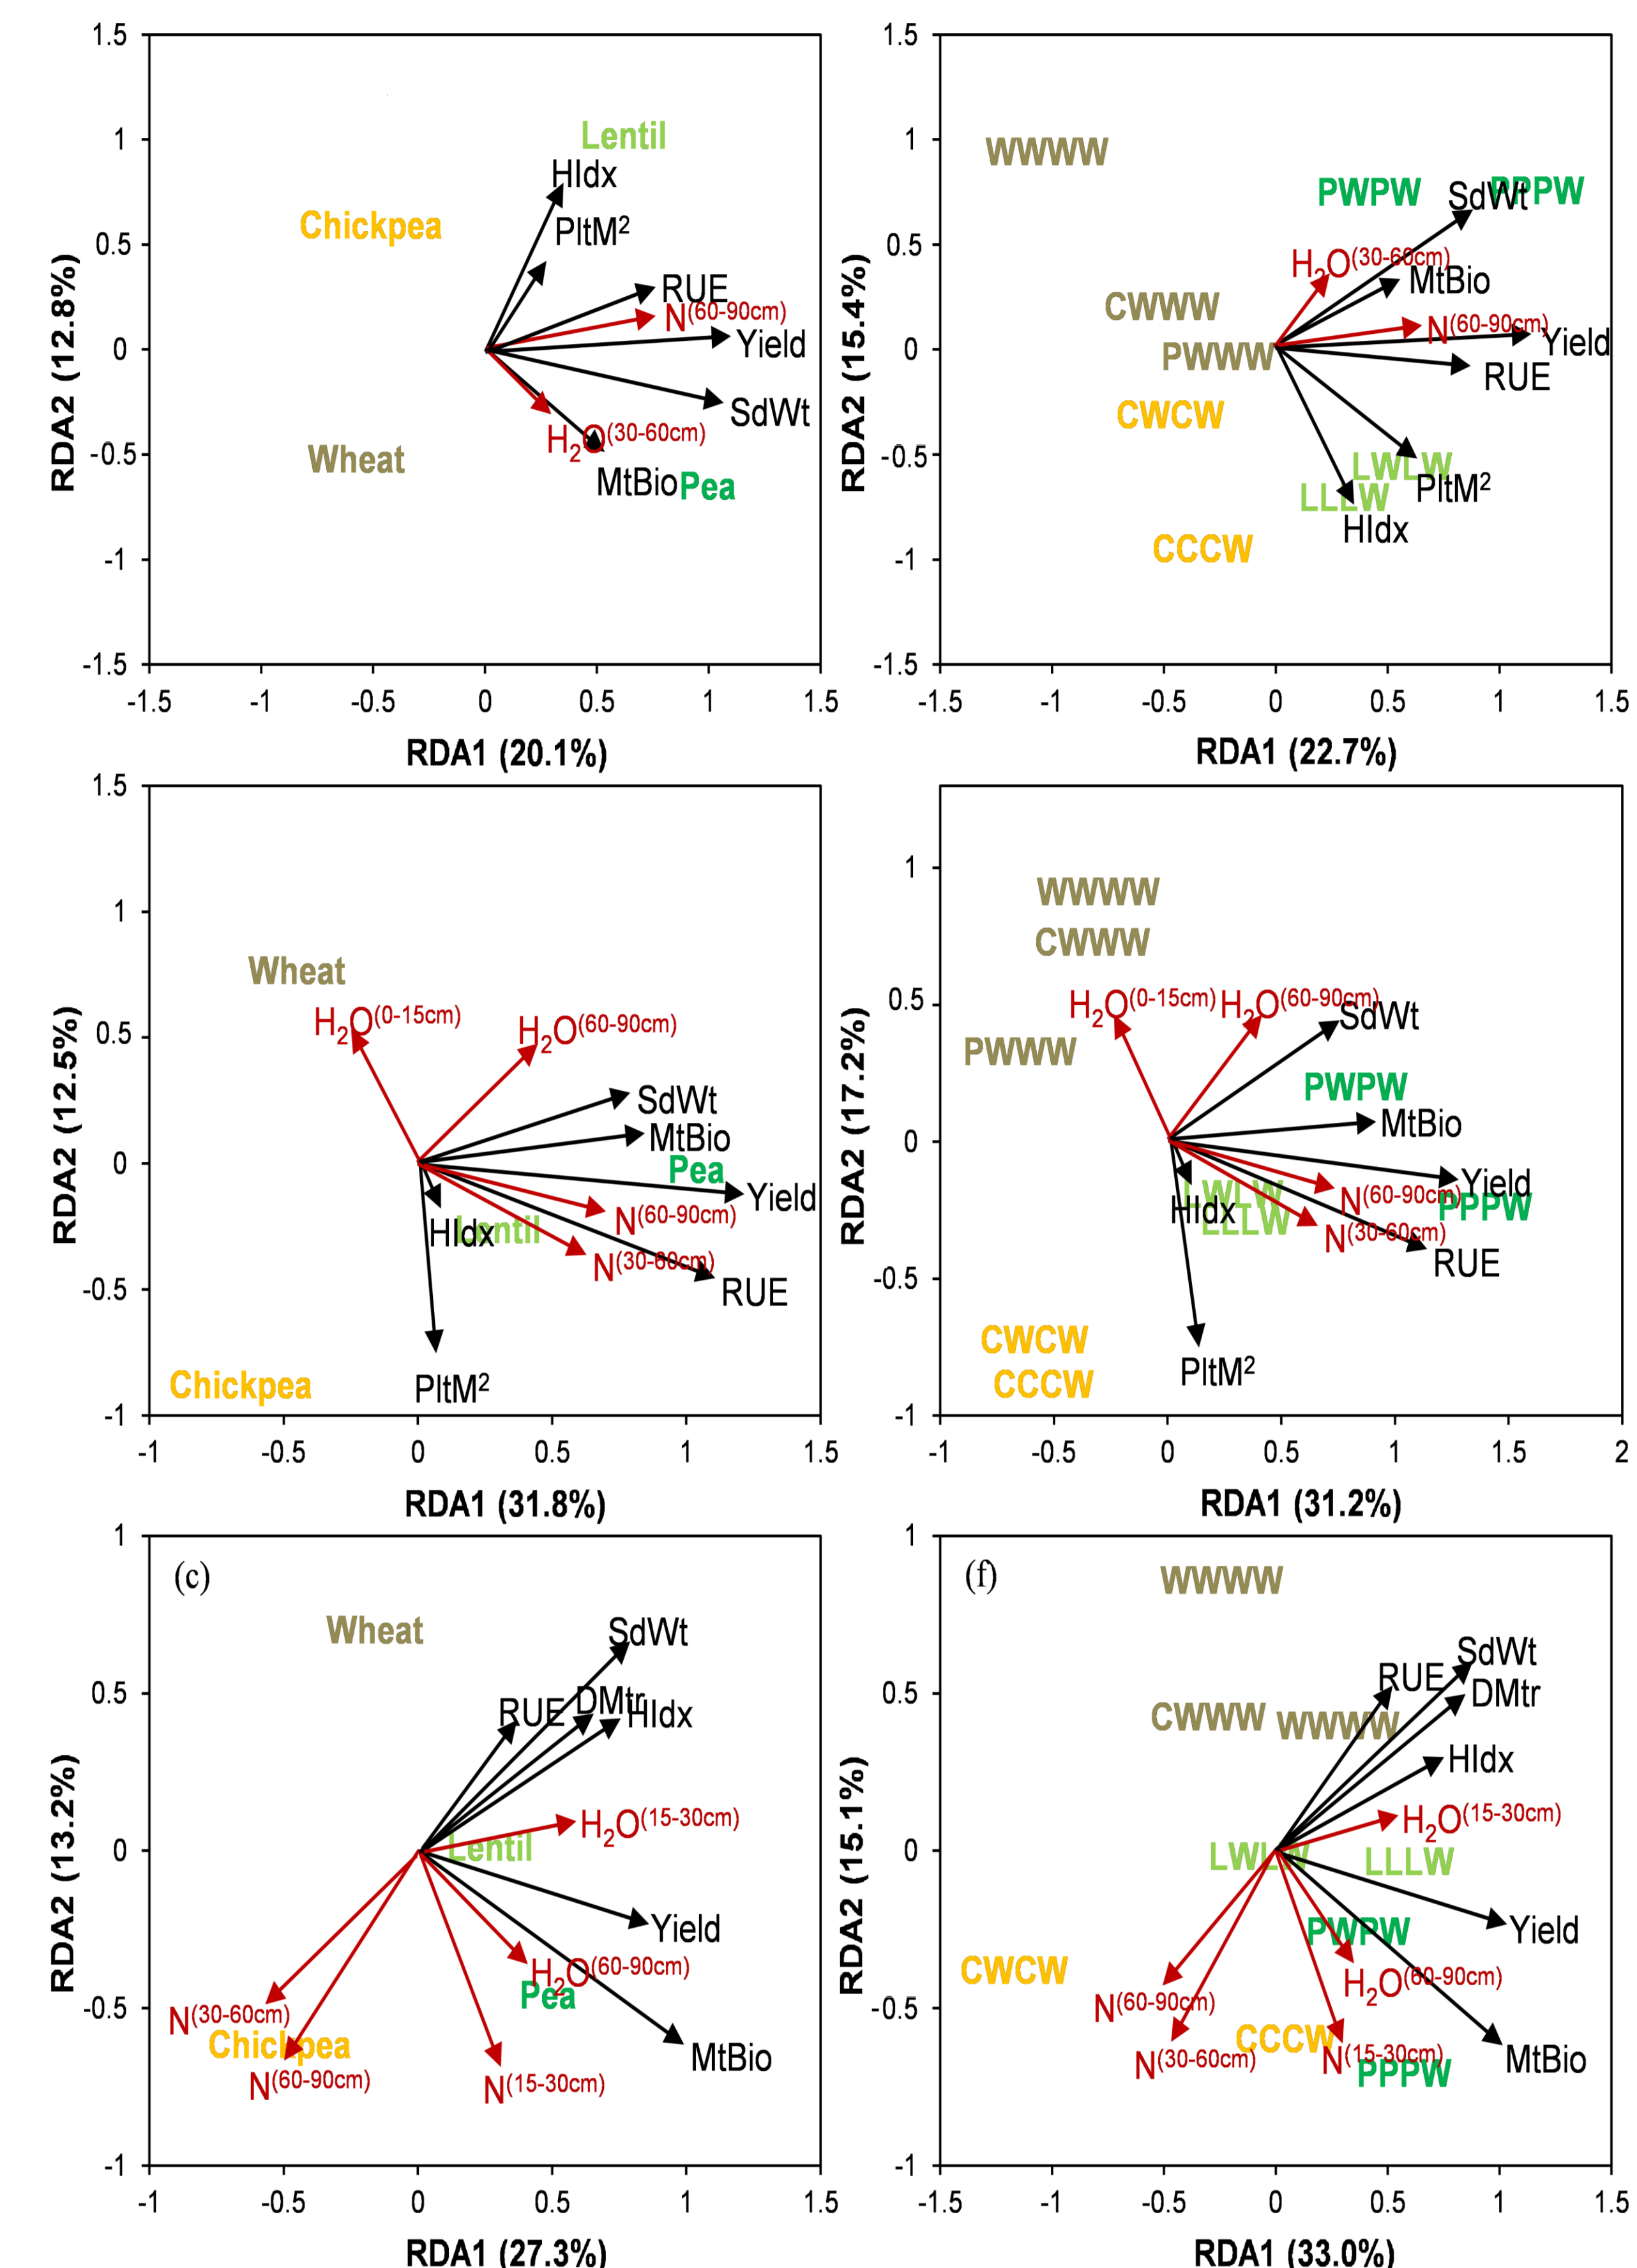 1.5
1
0.5
0
-0.5
-1
-1.5
RDA2 (12.8%)
Lentil
HIdx
Chickpea
PltM²
RUE
N(60-90cm)
Yield
SdWt
H₂O(30-60cm)
Wheat
MtBio
Pea
-1.5 -1 -0.5 0 0.5 1 1.5
RDA1 (20.1%)
1.5
1
0.5
0
-0.5
-1
-1.5
RDA2 (15.4%)
WWWW
PWPW
SdWt
PPPW
H₂O(30-60cm)
MtBio
CWWW
N(60-90cm)
Yield
PWWW
RUE
CWCW
LWLW
PltM²
LLLW
HIdx
CCCW
-1.5 -1 -0.5 0 0.5 1 1.5
RDA1 (22.7%)
1.5
1
0.5
0
-0.5
-1
RDA2 (12.5%)
Wheat
H₂O(0-15cm)
H₂O(60-90cm)
SdWt
MtBio
Pea
Yield
N(60-90cm)
HIdx
Lentil
N(30-60cm)
RUE
Chickpea
PltM²
-1 -0.5 0 0.5 1 1.5
RDA1 (31.8%)
1
0.5
0
-0.5
-1
RDA2 (17.2%)
WWWW
CWWW
H₂O(0-15cm)
H₂O(60-90cm)
SdWt
PWWW
PWPW
MtBio
Yield
LWLW
N(60-90cm)
PPPW
HIdx
LLLW
N(30-60cm)
RUE
CWCW
PltM²
CCCW
-1 -0.5 0 0.5 1 1.5 2
RDA1 (31.2%)
1
0.5
0
-0.5
-1
RDA2 (13.2%)
(c)
Wheat
SdWt
RUE
DMtr
HIdx
H₂O(15-30cm)
Lentil
Yield
H₂O(60-90cm)
Pea
N(30-60cm)
Chickpea
MtBio
N(60-90cm)
N(15-30cm)
-1 -0.5 0 0.5 1 1.5
RDA1 (27.3%)
1
0.5
0
-0.5
-1
RDA2 (15.1%)
(f)
WWWW
SdWt
RUE
DMtr
CWWW
WWWW
HIdx
H₂O(15-30cm)
LWLW
LLLW
PWPW
Yield
CWCW
H₂O(60-90cm)
N(60-90cm)
CCCW
N(30-60cm)
N(15-30cm)
PPPW
MtBio
-1.5 -1 -0.5 0 0.5 1 1.5
RDA1 (33.0%)